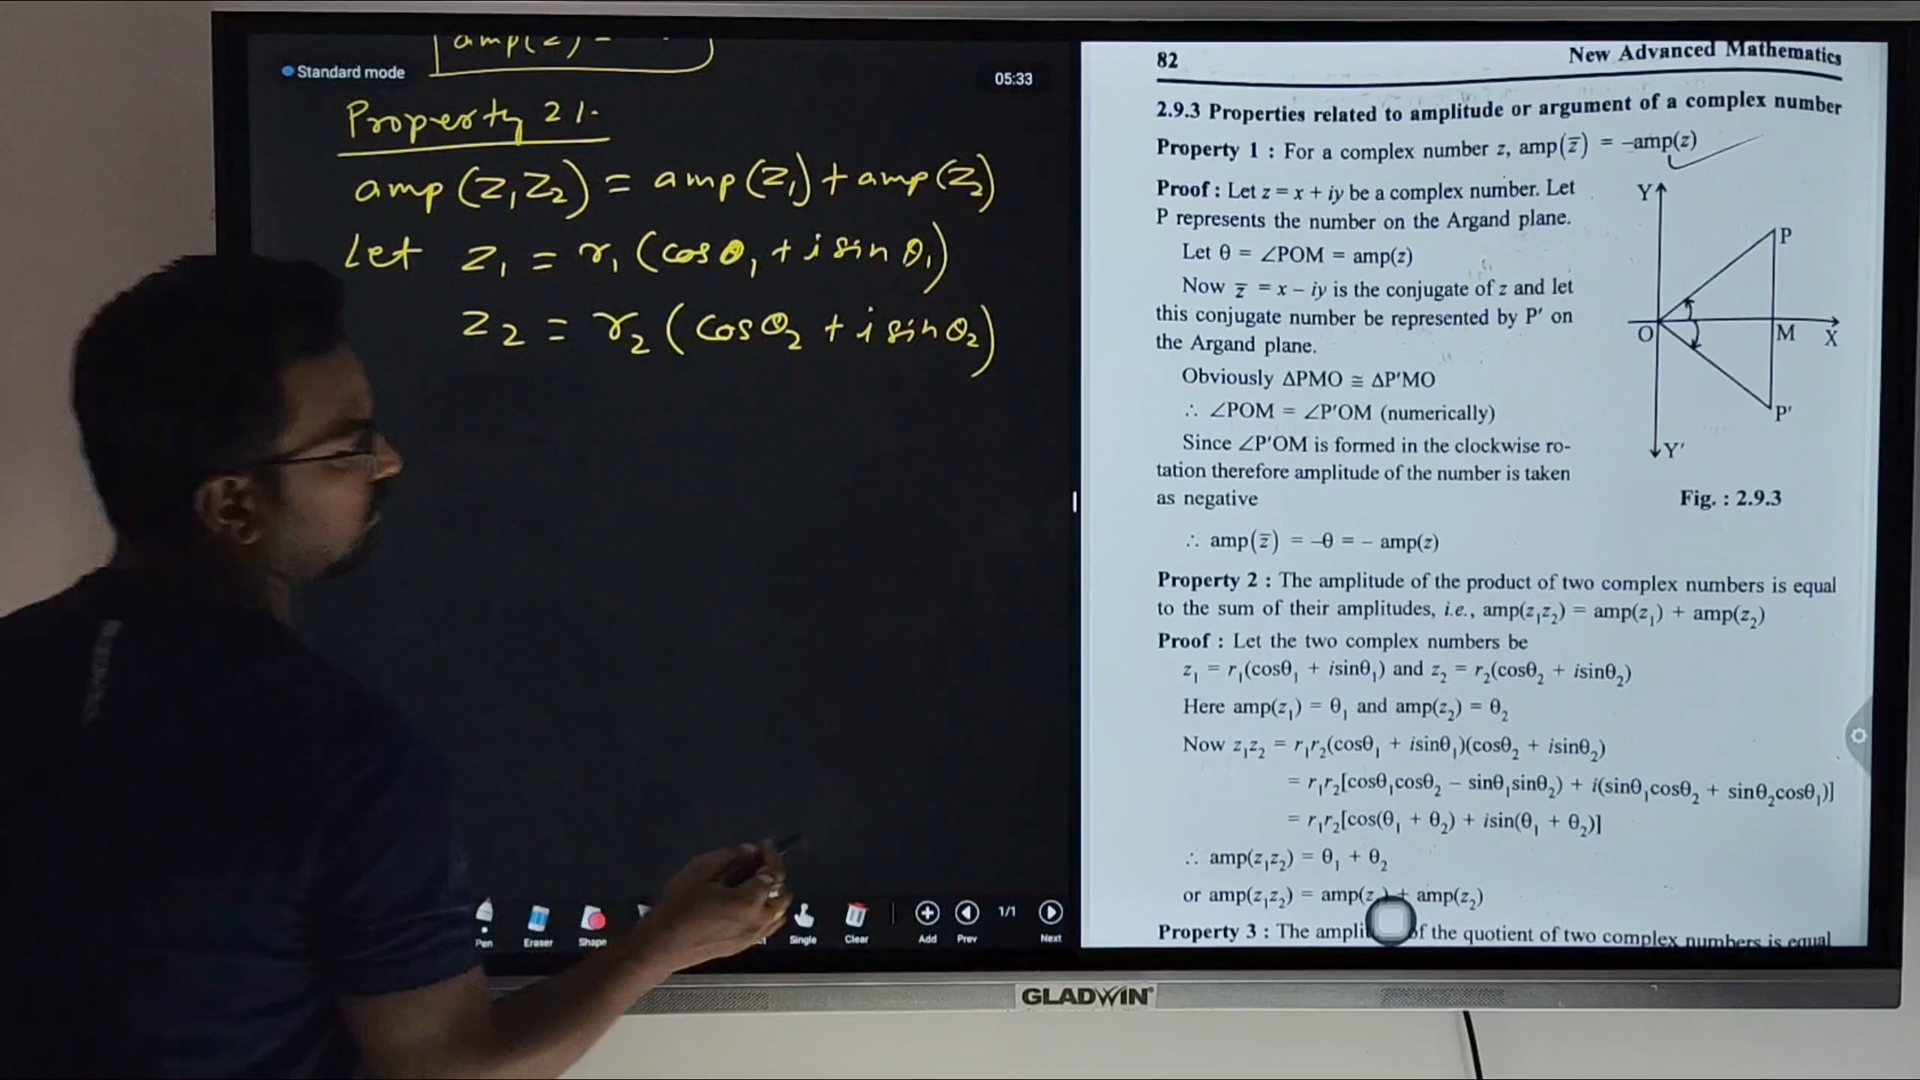 amp(z) =
Standard mode
05:33
Property 2 :-
amp (z₁z₂) = amp (z₁) + amp (z₂)
Let z₁ = r₁ (cosθ₁ + i sin θ₁)
z₂ = r₂ (cosθ₂ + i sinθ₂)
Pen Eraser Shape Single Clear Add Prev 1/1 Next
82 New Advanced Mathematics
2.9.3 Properties related to amplitude or argument of a complex number
Property 1 : For a complex number z, amp(z̅) = –amp(z)
Proof : Let z = x + iy be a complex number. Let
P represents the number on the Argand plane.
Let θ = ∠POM = amp(z)
Now z̅ = x – iy is the conjugate of z and let
this conjugate number be represented by P′ on
the Argand plane.
Obviously ΔPMO ≅ ΔP′MO
∴ ∠POM = ∠P′OM (numerically)
Since ∠P′OM is formed in the clockwise ro-
tation therefore amplitude of the number is taken
as negative
∴ amp(z̅) = –θ = – amp(z)
Y
P
O M X
P′
Y′
Fig. : 2.9.3
Property 2 : The amplitude of the product of two complex numbers is equal
to the sum of their amplitudes, i.e., amp(z₁z₂) = amp(z₁) + amp(z₂)
Proof : Let the two complex numbers be
z₁ = r₁(cosθ₁ + isinθ₁) and z₂ = r₂(cosθ₂ + isinθ₂)
Here amp(z₁) = θ₁ and amp(z₂) = θ₂
Now z₁z₂ = r₁r₂(cosθ₁ + isinθ₁)(cosθ₂ + isinθ₂)
= r₁r₂[cosθ₁cosθ₂ – sinθ₁sinθ₂) + i(sinθ₁cosθ₂ + sinθ₂cosθ₁)]
= r₁r₂[cos(θ₁ + θ₂) + isin(θ₁ + θ₂)]
∴ amp(z₁z₂) = θ₁ + θ₂
or amp(z₁z₂) = amp(z₁) + amp(z₂)
Property 3 : The of the quotient of two complex numbers is equal
GLADWIN